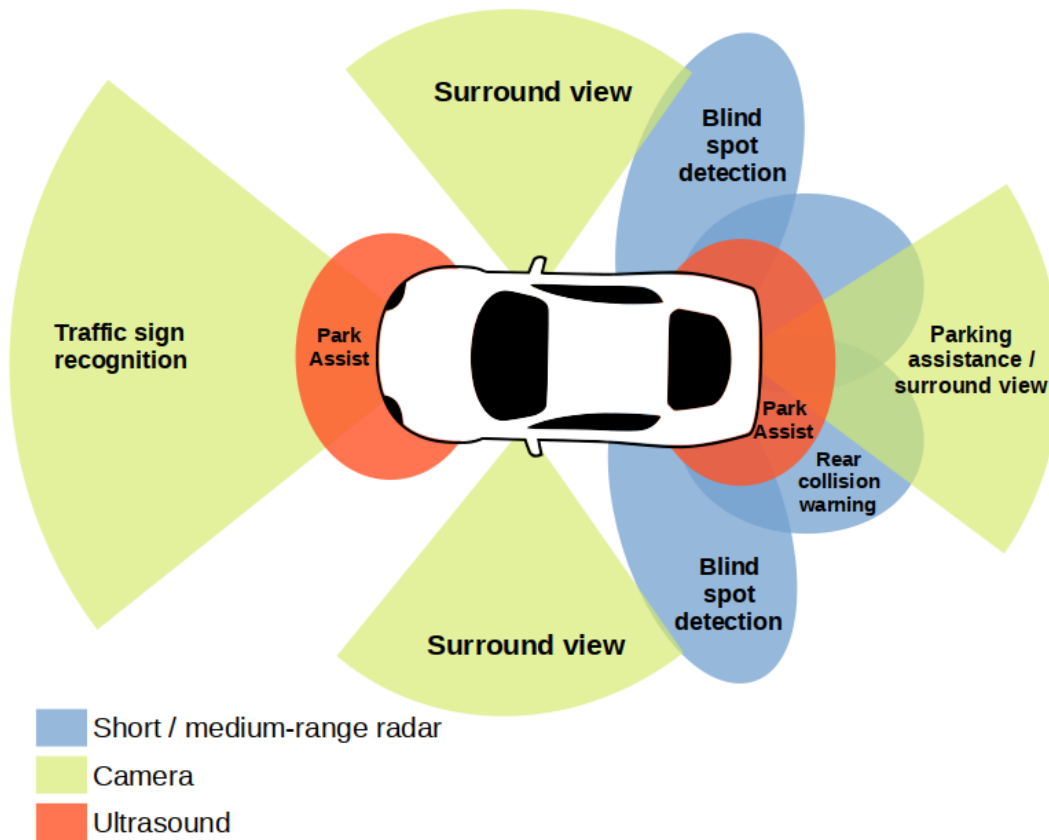 Surround view
Blind
spot
detection
Traffic sign
recognition
Park
Assist
Parking
assistance /
surround view
Park
Assist
Rear
collision
warning
Blind
spot
detection
Surround view
Short / medium-range radar
Camera
Ultrasound